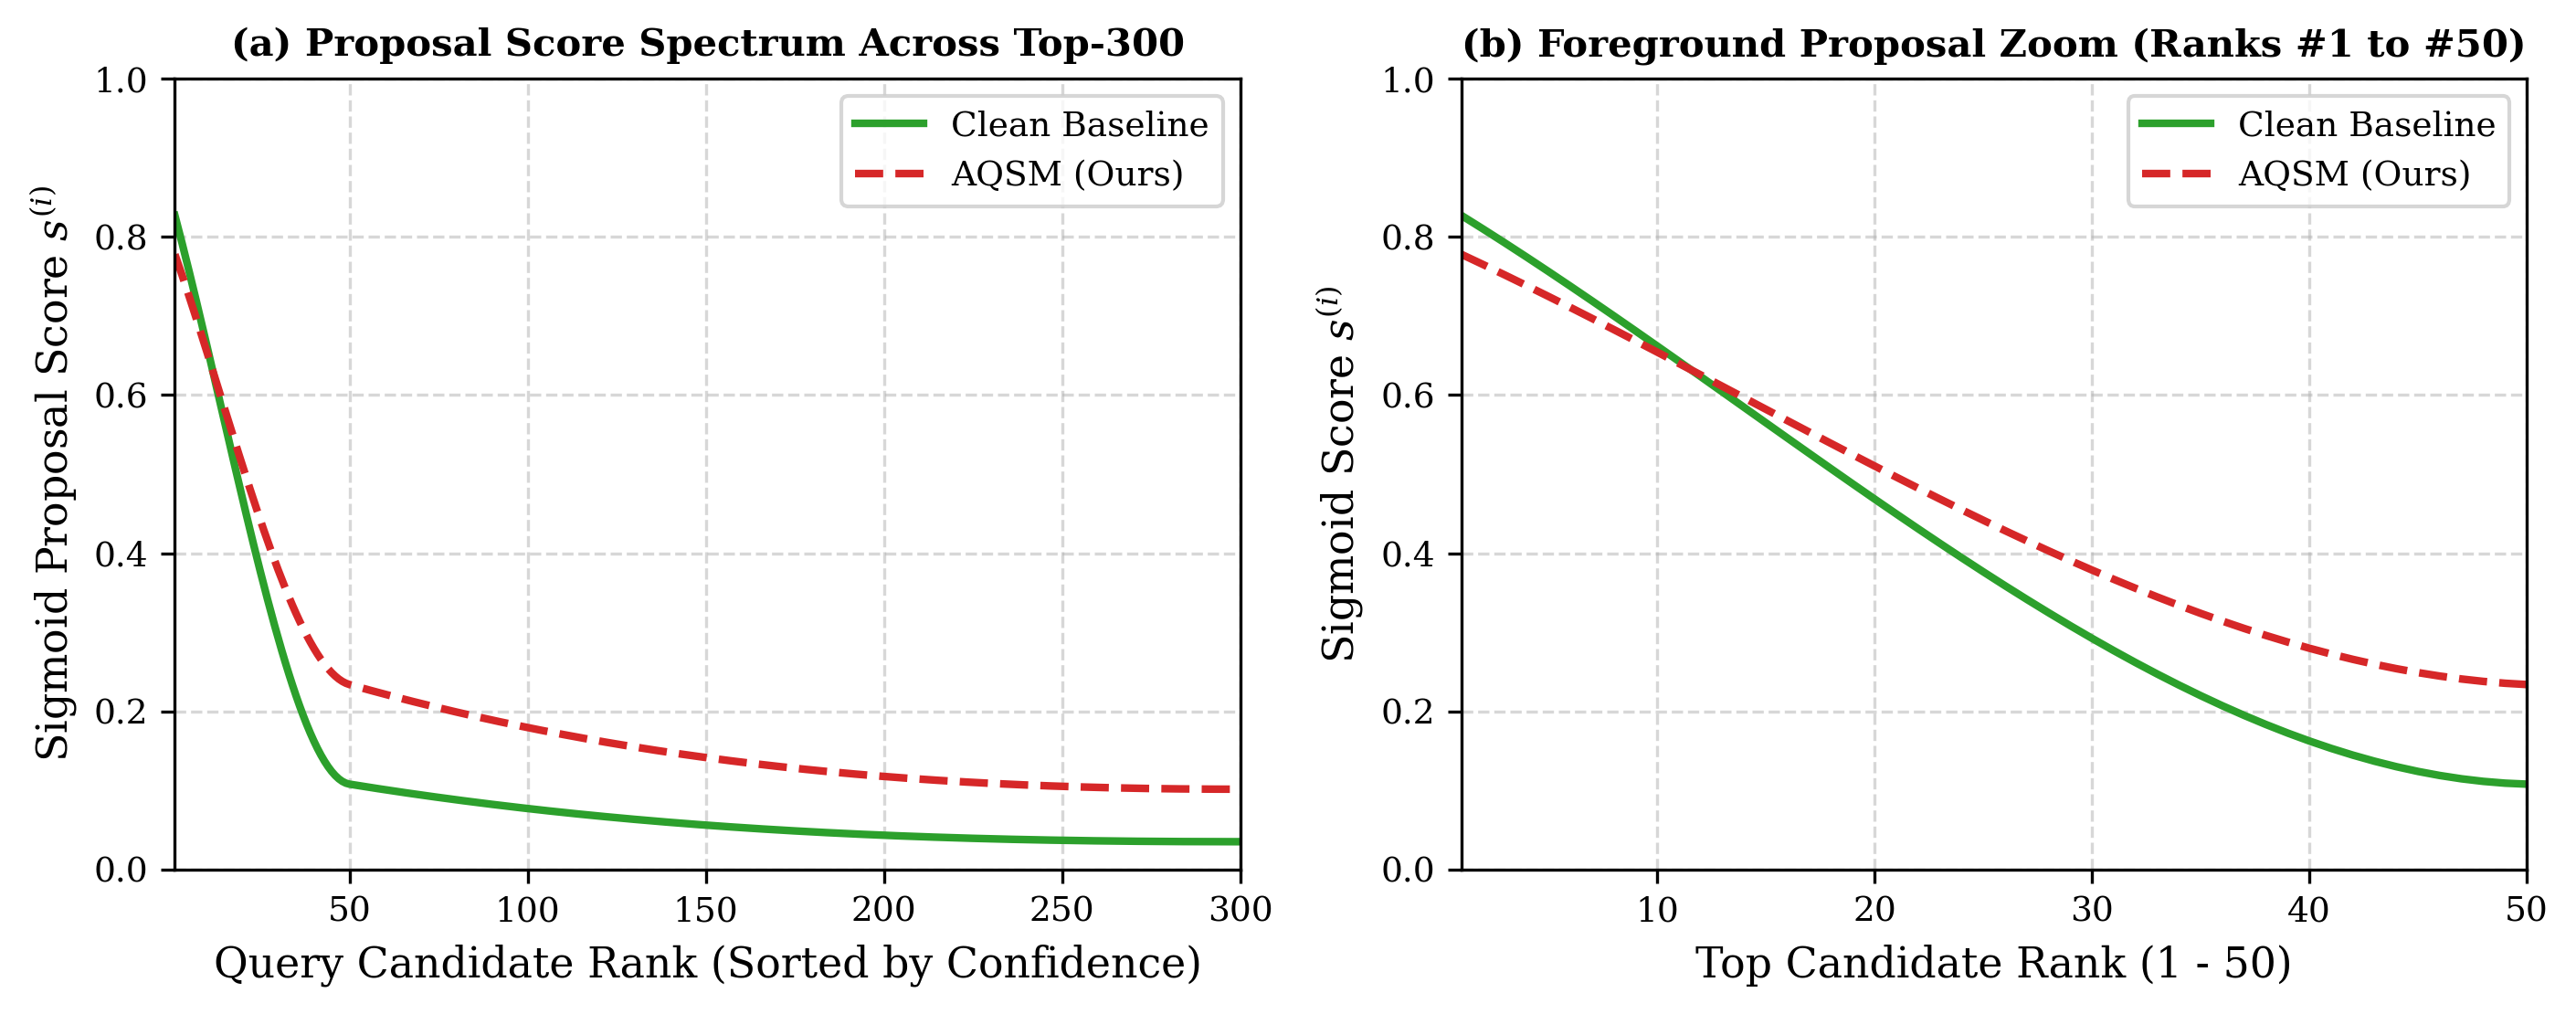 (a) Proposal Score Spectrum Across Top-300
Sigmoid Proposal Score s^(i)
1.0
0.8
0.6
0.4
0.2
0.0
50
100
150
200
250
300
Query Candidate Rank (Sorted by Confidence)
Clean Baseline
AQSM (Ours)
(b) Foreground Proposal Zoom (Ranks #1 to #50)
Sigmoid Score s^(i)
1.0
0.8
0.6
0.4
0.2
0.0
10
20
30
40
50
Top Candidate Rank (1 - 50)
Clean Baseline
AQSM (Ours)